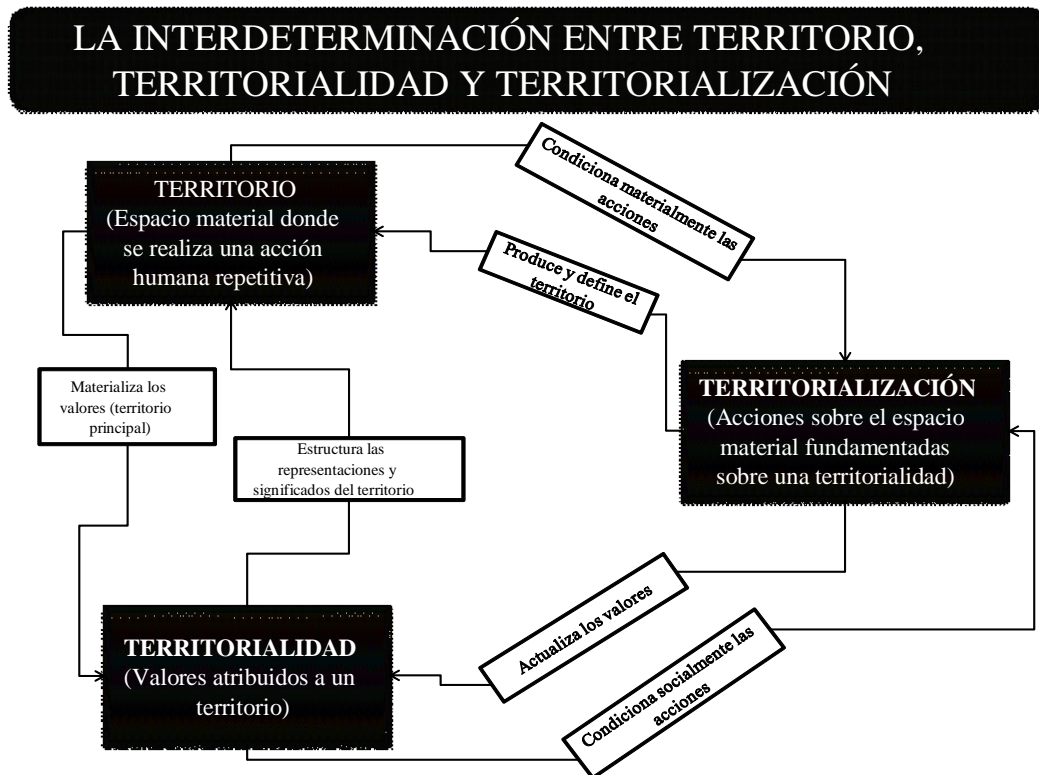 LA INTERDETERMINACIÓN ENTRE TERRITORIO,
TERRITORIALIDAD Y TERRITORIALIZACIÓN
TERRITORIO
(Espacio material donde
se realiza una acción
humana repetitiva)
Condiciona materialmente las
acciones
Produce y define el
territorio
TERRITORIALIZACIÓN
(Acciones sobre el espacio
material fundamentadas
sobre una territorialidad)
Materializa los
valores (territorio
principal)
Estructura las
representaciones y
significados del territorio
TERRITORIALIDAD
(Valores atribuidos a un
territorio)
Actualiza los valores
Condiciona socialmente las
acciones